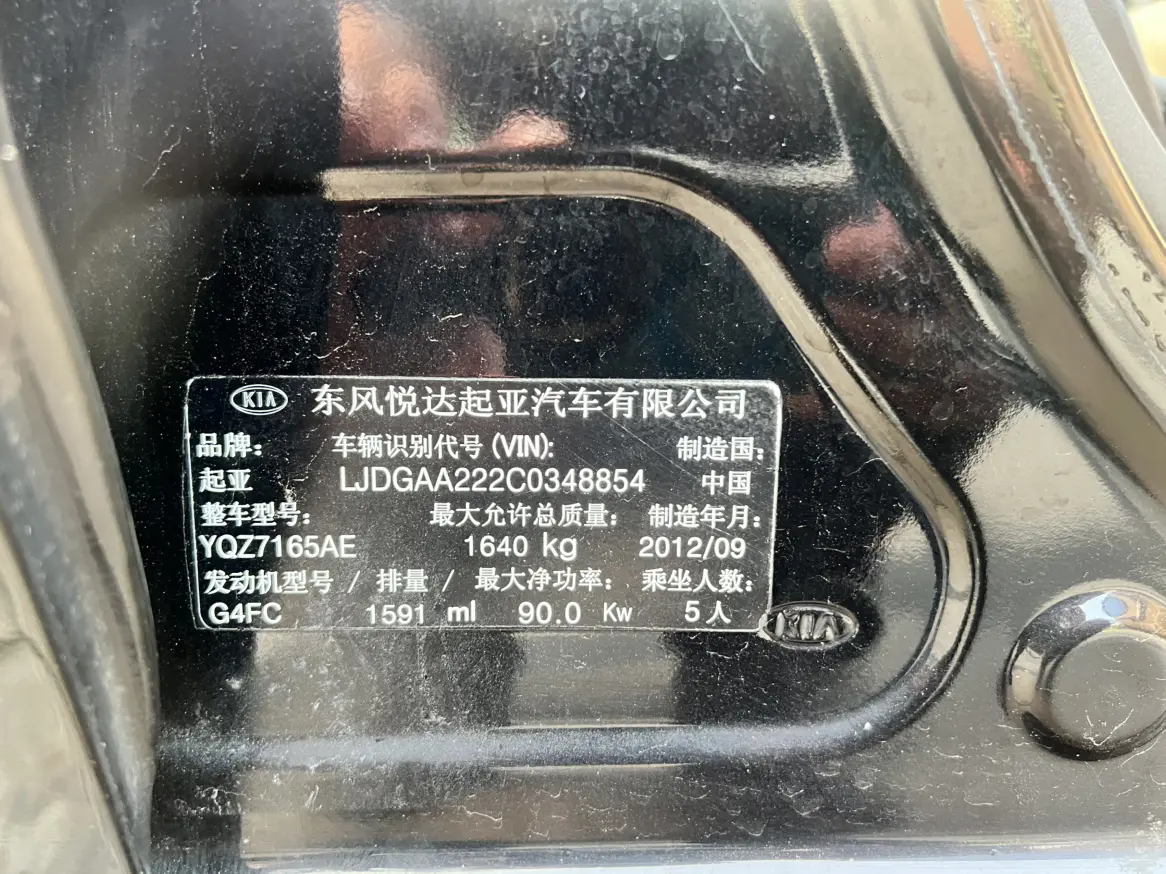 KIA 东风悦达起亚汽车有限公司
品牌： 车辆识别代号(VIN): 制造国：
起亚 LJDGAA222C0348854 中国
整车型号： 最大允许总质量： 制造年月：
YQZ7165AE 1640 kg 2012/09
发动机型号 / 排量 / 最大净功率： 乘坐人数：
G4FC 1591 ml 90.0 Kw 5人
KIA